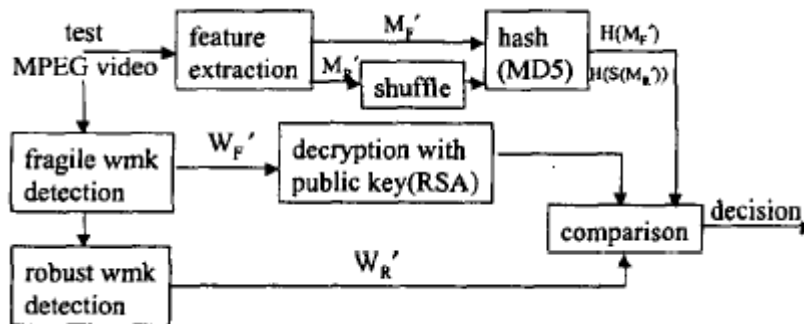 test
MPEG video
feature
extraction
M_F′
M_R′
shuffle
hash
(MD5)
H(M_F′)
H(S(M_R′))
fragile wmk
detection
W_F′
decryption with
public key(RSA)
comparison
decision
robust wmk
detection
W_R′